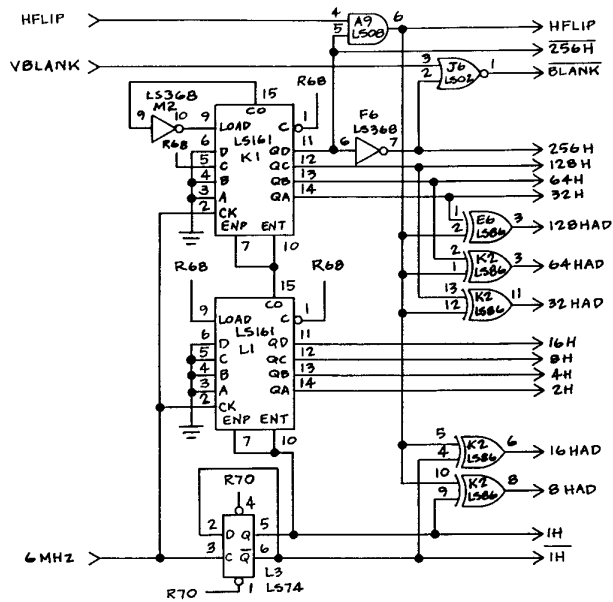 HFLIP 4 5 A9 LS08 6 HFLIP
256H
VBLANK 3 2 J6 LS02 1 BLANK
15 R68
LS368 M2 9 10 9 CO LOAD C 1 F6 LS368
R68 6 D LS161 K1 QD 11 6 7 256H
5 C QC 12 128H
4 B QB 13 64H
3 A QA 14 32H
2 CK
ENP ENT 1 2 E6 LS86 3 128HAD
7 10
R68 15 R68 2 1 K2 LS86 3 64HAD
CO
9 LOAD C 1 13 12 K2 LS86 11 32HAD
6 D LS161 L1 QD 11 16H
5 C QC 12 8H
4 B QB 13 4H
3 A QA 14 2H
2 CK
ENP ENT
7 10 5 4 K2 LS86 6 16HAD
R70 4 10 9 K2 LS86 8 8HAD
2 D Q 5 1H
6MHZ 3 C Q 6 1H
R70 1 L3 LS74